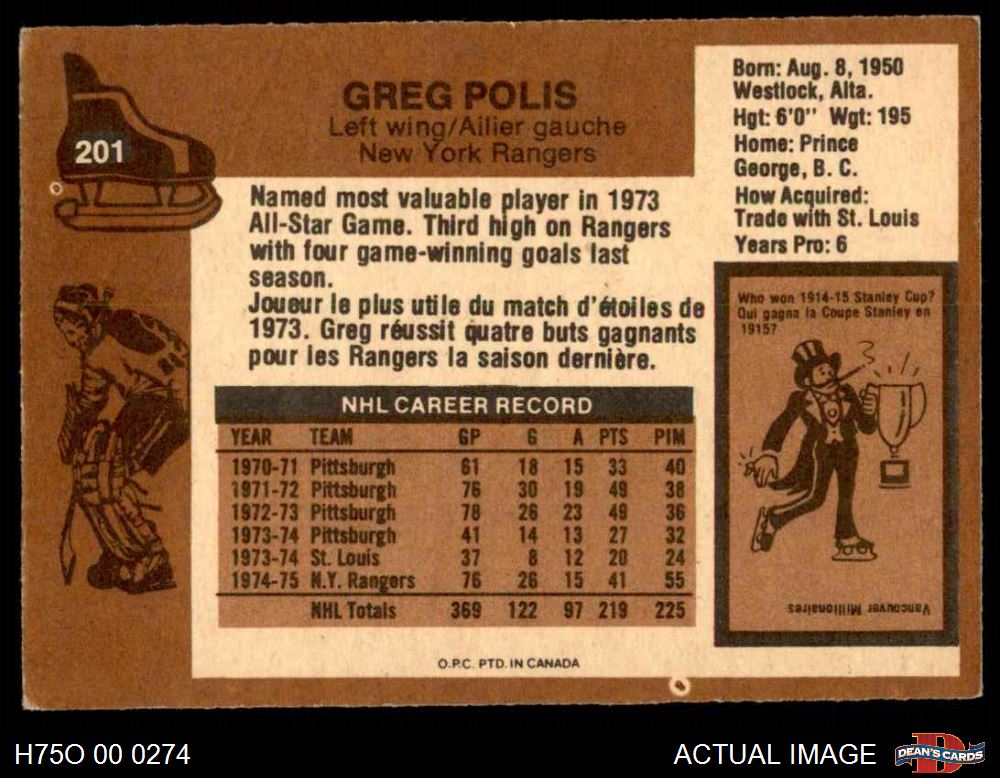 201
GREG POLIS
Left wing/Ailier gauche
New York Rangers
Born: Aug. 8, 1950
Westlock, Alta.
Hgt: 6'0" Wgt: 195
Home: Prince
George, B. C.
How Acquired:
Trade with St. Louis
Years Pro: 6
Named most valuable player in 1973
All-Star Game. Third high on Rangers
with four game-winning goals last
season.
Joueur le plus utile du match d'étoiles de
1973. Greg réussit quatre buts gagnants
pour les Rangers la saison dernière.
Who won 1914-15 Stanley Cup?
Qui gagna la Coupe Stanley en
1915?
Vancouver Millionaires
NHL CAREER RECORD
YEAR TEAM GP G A PTS PIM
1970-71 Pittsburgh 61 18 15 33 40
1971-72 Pittsburgh 76 30 19 49 38
1972-73 Pittsburgh 78 26 23 49 36
1973-74 Pittsburgh 41 14 13 27 32
1973-74 St. Louis 37 8 12 20 24
1974-75 N.Y. Rangers 76 26 15 41 55
NHL Totals 369 122 97 219 225
O.P.C. PTD. IN CANADA
H75O 00 0274
ACTUAL IMAGE
DEAN'S CARDS